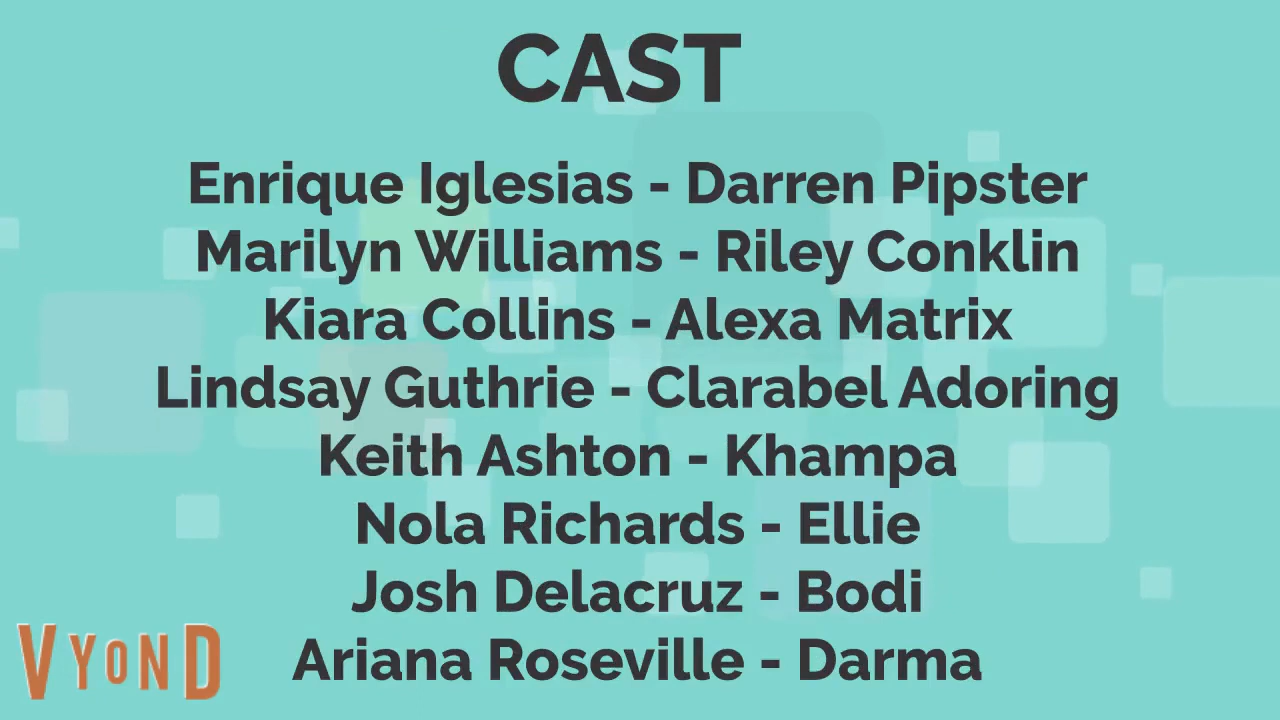 CAST
Enrique Iglesias - Darren Pipster
Marilyn Williams - Riley Conklin
Kiara Collins - Alexa Matrix
Lindsay Guthrie - Clarabel Adoring
Keith Ashton - Khampa
Nola Richards - Ellie
Josh Delacruz - Bodi
Ariana Roseville - Darma
VYOND